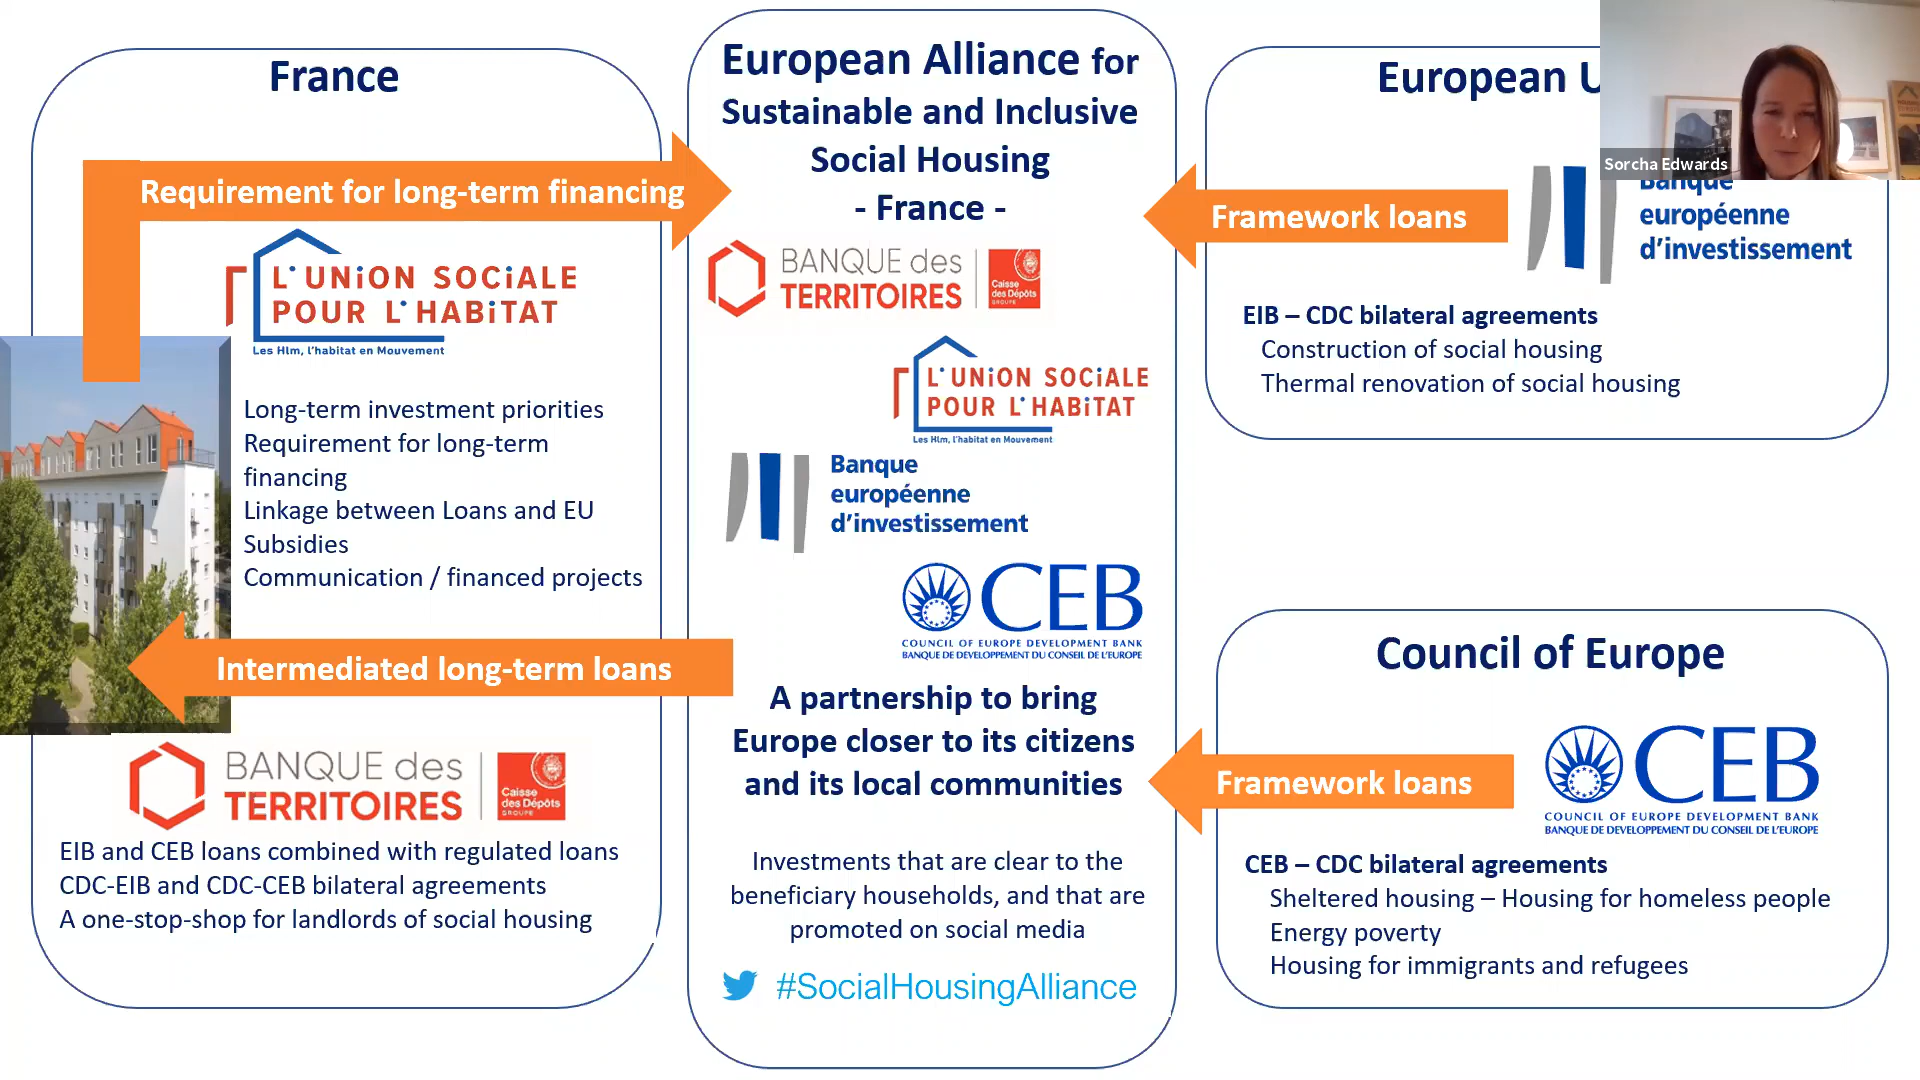 France
Requirement for long-term financing
L'UNiON SOCiALE
POUR L'HABiTAT
Les Hlm, l'habitat en Mouvement
Long-term investment priorities
Requirement for long-term
financing
Linkage between Loans and EU
Subsidies
Communication / financed projects
Intermediated long-term loans
BANQUE des
TERRITOIRES
Caisse
des Dépôts
GROUPE
EIB and CEB loans combined with regulated loans
CDC-EIB and CDC-CEB bilateral agreements
A one-stop-shop for landlords of social housing
European Alliance for
Sustainable and Inclusive
Social Housing
- France -
BANQUE des
TERRITOIRES
Caisse
des Dépôts
GROUPE
L'UNiON SOCiALE
POUR L'HABiTAT
Les Hlm, l'habitat en Mouvement
Banque
européenne
d'investissement
CEB
COUNCIL OF EUROPE DEVELOPMENT BANK
BANQUE DE DEVELOPPEMENT DU CONSEIL DE L'EUROPE
A partnership to bring
Europe closer to its citizens
and its local communities
Investments that are clear to the
beneficiary households, and that are
promoted on social media
#SocialHousingAlliance
European U
Sorcha Edwards
Framework loans
Banque
européenne
d'investissement
EIB – CDC bilateral agreements
Construction of social housing
Thermal renovation of social housing
Council of Europe
Framework loans
CEB
COUNCIL OF EUROPE DEVELOPMENT BANK
BANQUE DE DEVELOPPEMENT DU CONSEIL DE L'EUROPE
CEB – CDC bilateral agreements
Sheltered housing – Housing for homeless people
Energy poverty
Housing for immigrants and refugees